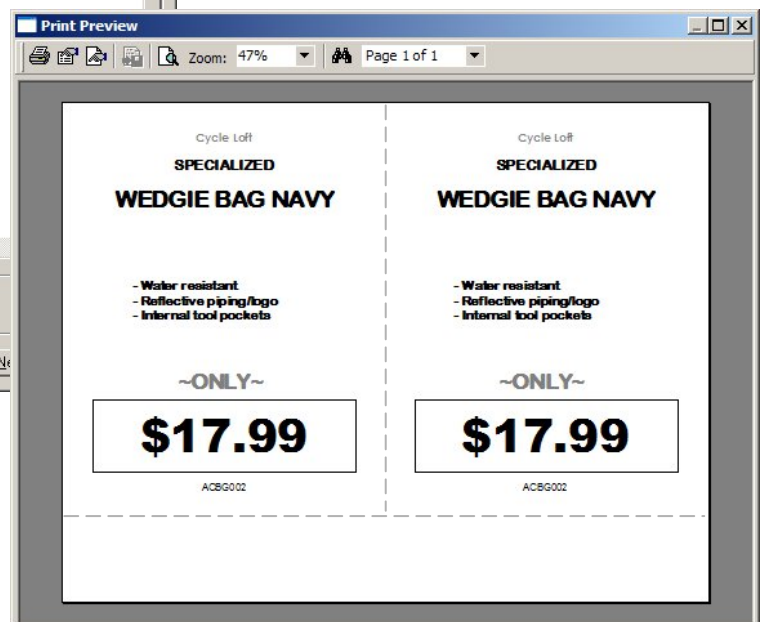 Print Preview
Zoom: 47% Page 1 of 1
Cycle Loft
SPECIALIZED
WEDGIE BAG NAVY
- Water resistant
- Reflective piping/logo
- Internal tool pockets
~ONLY~
$17.99
ACBG002
Cycle Loft
SPECIALIZED
WEDGIE BAG NAVY
- Water resistant
- Reflective piping/logo
- Internal tool pockets
~ONLY~
$17.99
ACBG002